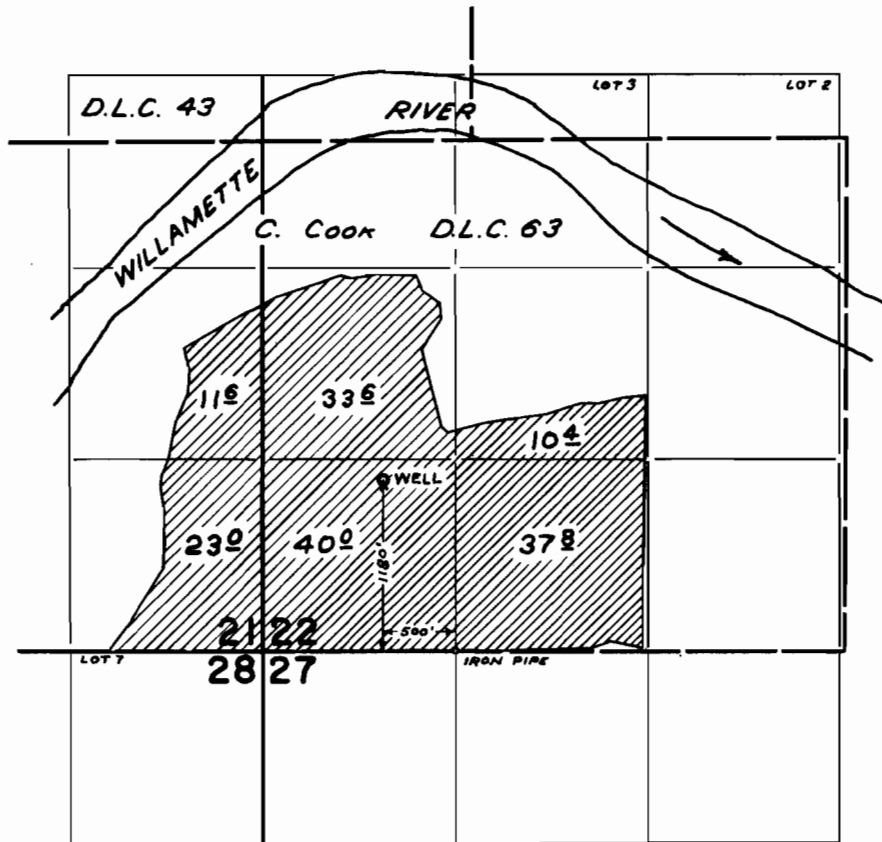 LOT 3
LOT 2
D.L.C. 43
RIVER
WILLAMETTE
C. COOK D.L.C. 63
11 6
33 6
10 4
WELL
23 0
40 0
37 8
1180'
500'
21 22
LOT 7
IRON PIPE
28 27